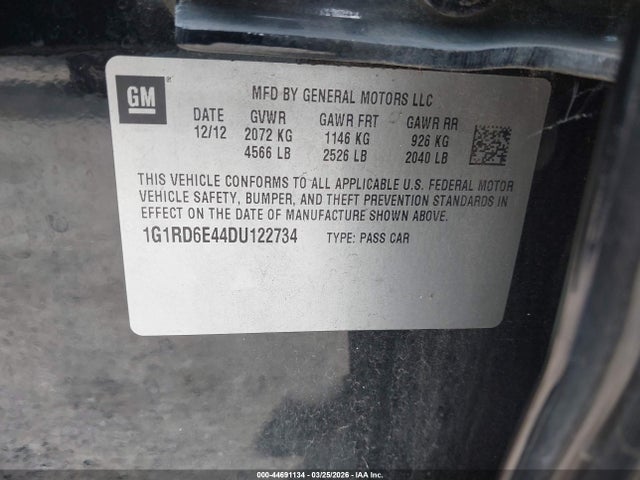 GM
MFD BY GENERAL MOTORS LLC
DATE GVWR GAWR FRT GAWR RR
12/12 2072 KG 1146 KG 926 KG
4566 LB 2526 LB 2040 LB
THIS VEHICLE CONFORMS TO ALL APPLICABLE U.S. FEDERAL MOTOR
VEHICLE SAFETY, BUMPER, AND THEFT PREVENTION STANDARDS IN
EFFECT ON THE DATE OF MANUFACTURE SHOWN ABOVE.
1G1RD6E44DU122734 TYPE: PASS CAR
000-44691134 - 03/25/2026 - IAA Inc.